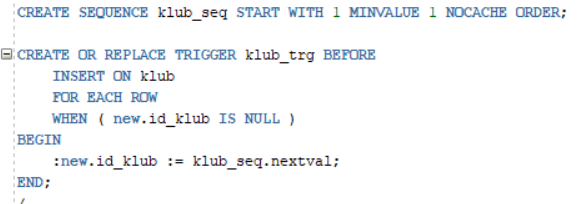 CREATE SEQUENCE klub_seq START WITH 1 MINVALUE 1 NOCACHE ORDER;
CREATE OR REPLACE TRIGGER klub_trg BEFORE
INSERT ON klub
FOR EACH ROW
WHEN ( new.id_klub IS NULL )
BEGIN
:new.id_klub := klub_seq.nextval;
END;
/